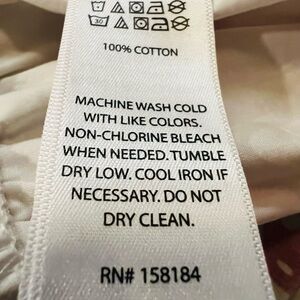 100% COTTON
MACHINE WASH COLD
WITH LIKE COLORS.
NON-CHLORINE BLEACH
WHEN NEEDED. TUMBLE
DRY LOW. COOL IRON IF
NECESSARY. DO NOT
DRY CLEAN.
RN# 158184